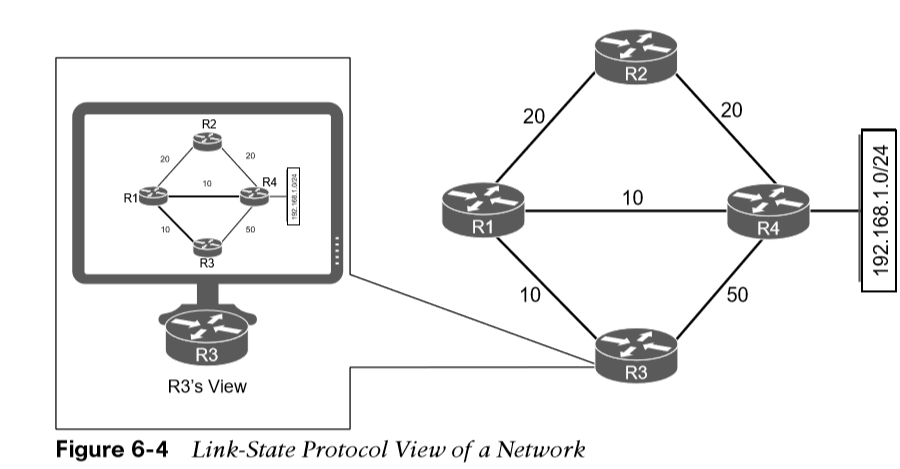 R2
20
20
10
R1
R4
192.168.1.0/24
10
50
R3
R3
R3's View
R2
20
20
R1
10
R4
192.168.1.0/24
10
50
R3
Figure 6-4 Link-State Protocol View of a Network